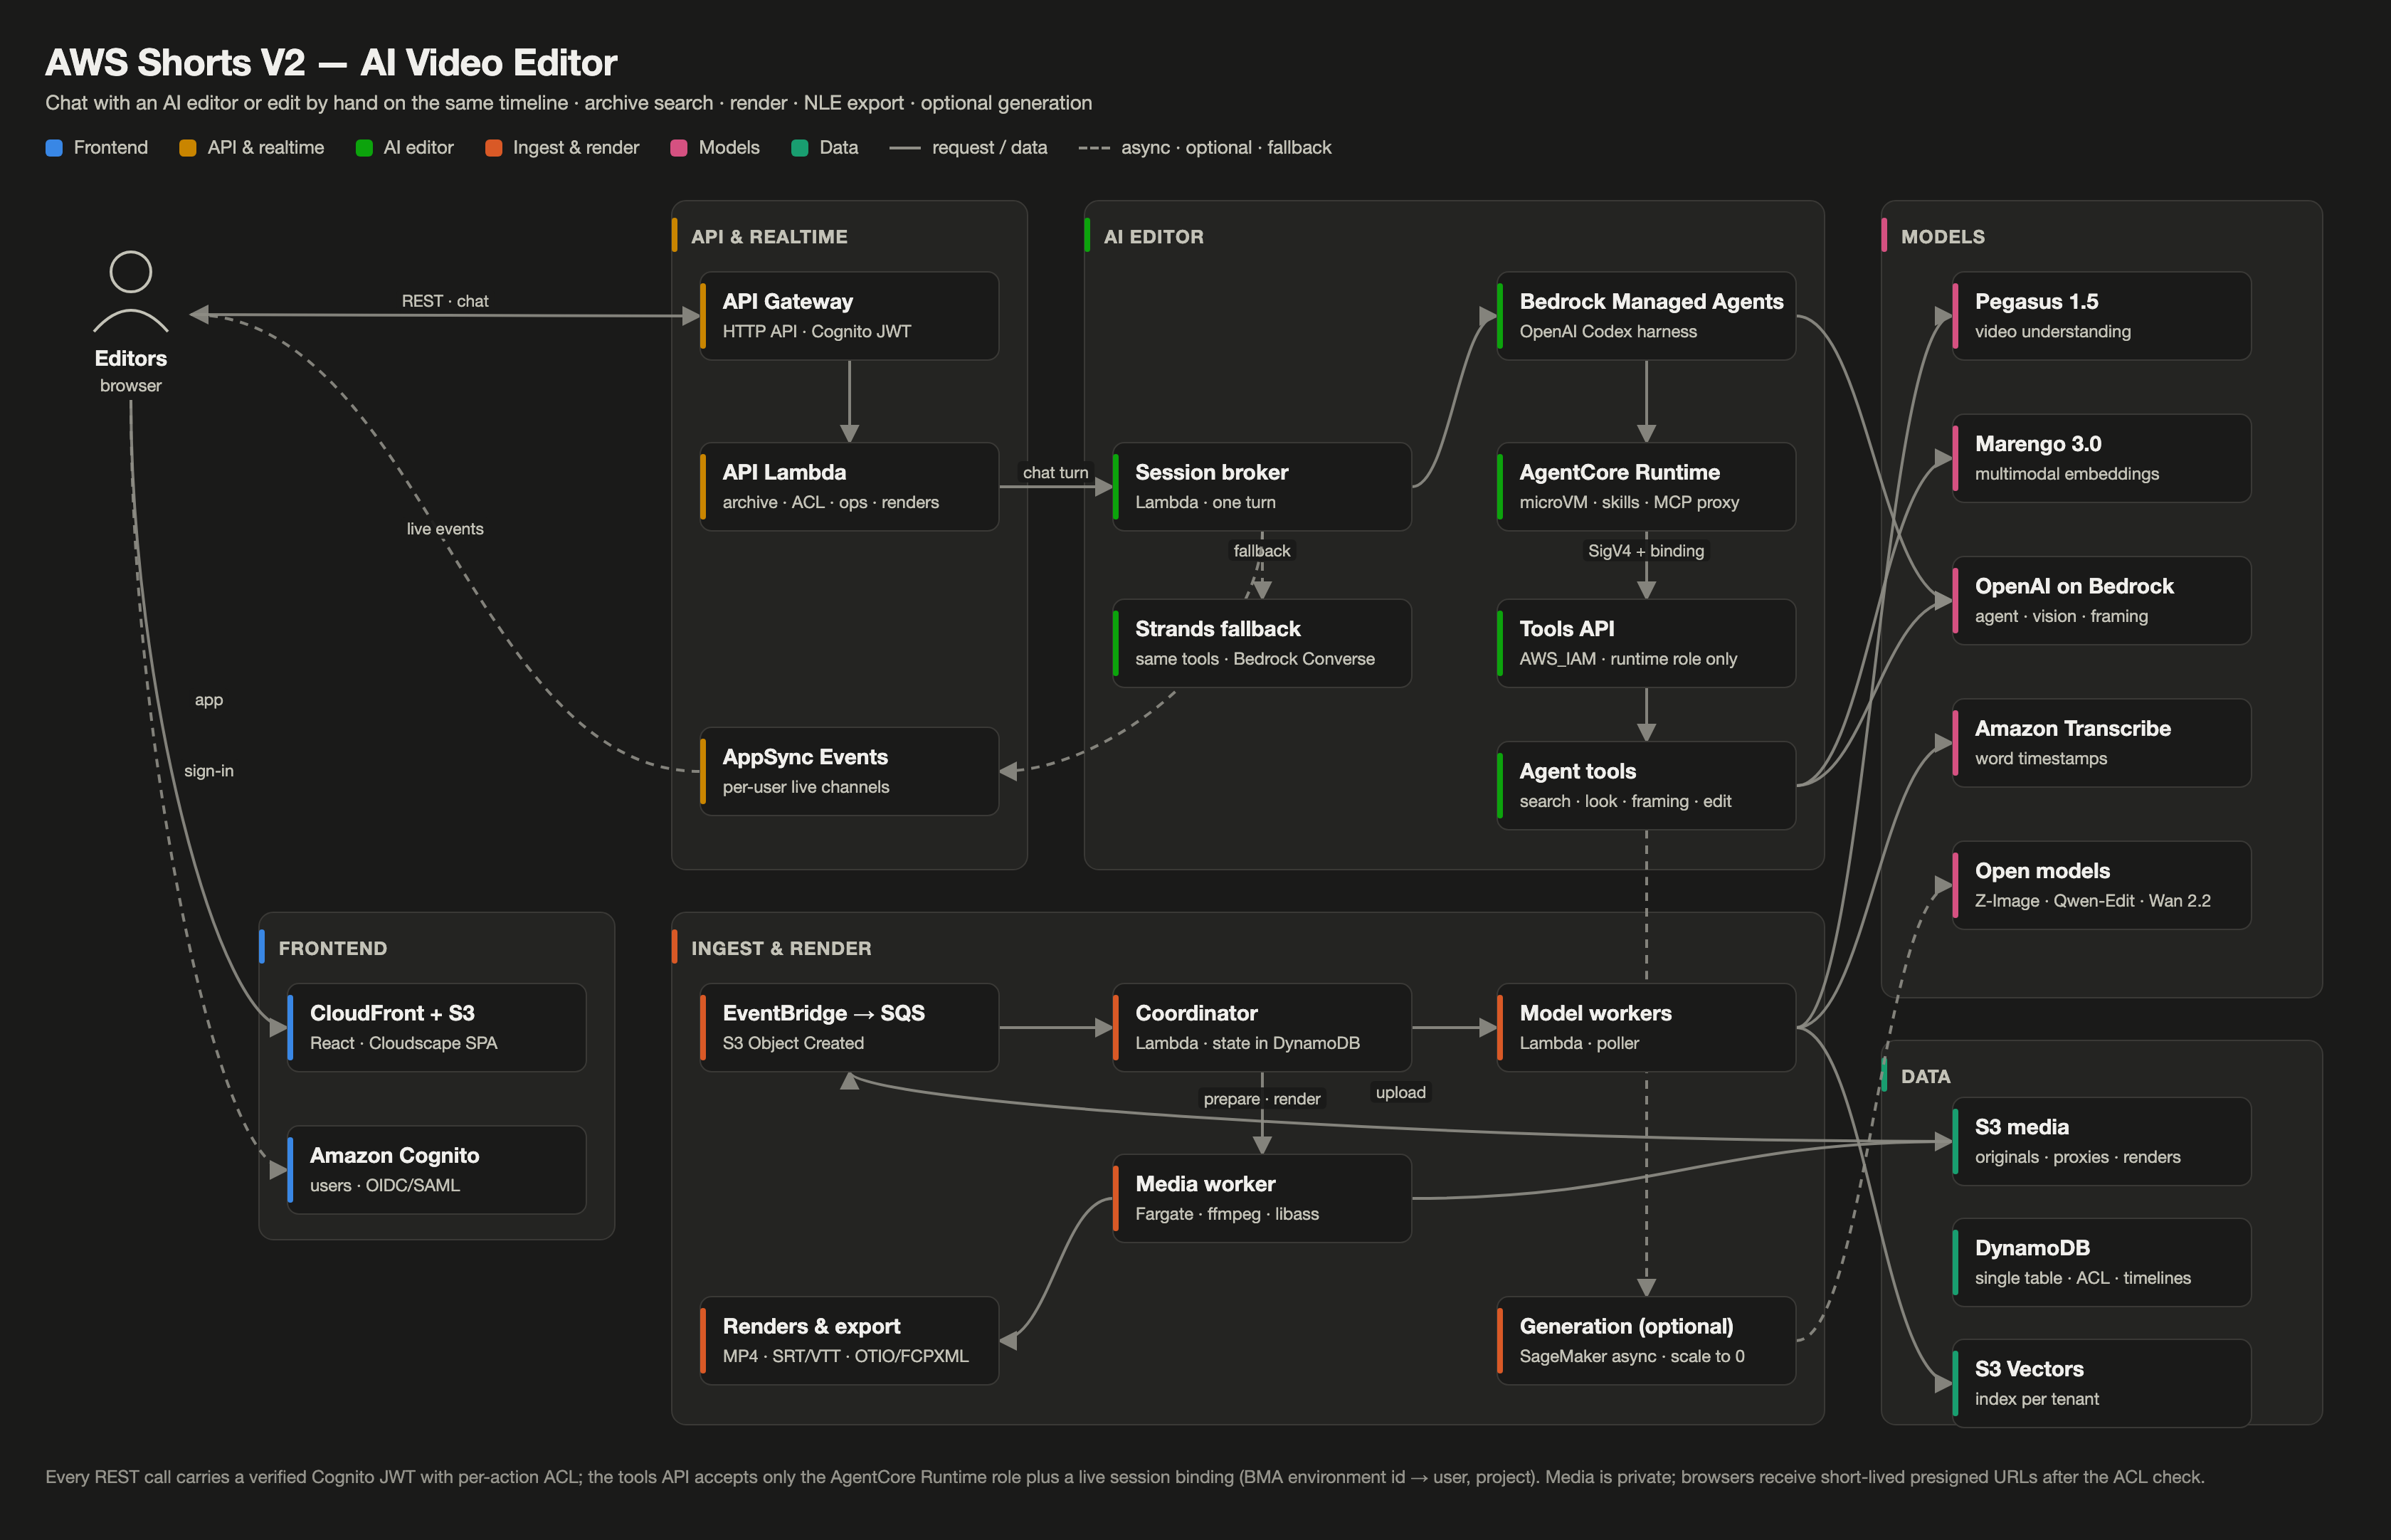 AWS Shorts V2 — AI Video Editor
Chat with an AI editor or edit by hand on the same timeline · archive search · render · NLE export · optional generation
Frontend
API & realtime
AI editor
Ingest & render
Models
Data
request / data
async · optional · fallback
Editors
browser
REST · chat
live events
app
sign-in
API & REALTIME
API Gateway
HTTP API · Cognito JWT
API Lambda
archive · ACL · ops · renders
AppSync Events
per-user live channels
chat turn
AI EDITOR
Session broker
Lambda · one turn
fallback
Strands fallback
same tools · Bedrock Converse
Bedrock Managed Agents
OpenAI Codex harness
AgentCore Runtime
microVM · skills · MCP proxy
SigV4 + binding
Tools API
AWS_IAM · runtime role only
Agent tools
search · look · framing · edit
MODELS
Pegasus 1.5
video understanding
Marengo 3.0
multimodal embeddings
OpenAI on Bedrock
agent · vision · framing
Amazon Transcribe
word timestamps
Open models
Z-Image · Qwen-Edit · Wan 2.2
FRONTEND
CloudFront + S3
React · Cloudscape SPA
Amazon Cognito
users · OIDC/SAML
INGEST & RENDER
EventBridge → SQS
S3 Object Created
Coordinator
Lambda · state in DynamoDB
Model workers
Lambda · poller
prepare · render
upload
Media worker
Fargate · ffmpeg · libass
Renders & export
MP4 · SRT/VTT · OTIO/FCPXML
Generation (optional)
SageMaker async · scale to 0
DATA
S3 media
originals · proxies · renders
DynamoDB
single table · ACL · timelines
S3 Vectors
index per tenant
Every REST call carries a verified Cognito JWT with per-action ACL; the tools API accepts only the AgentCore Runtime role plus a live session binding (BMA environment id → user, project). Media is private; browsers receive short-lived presigned URLs after the ACL check.